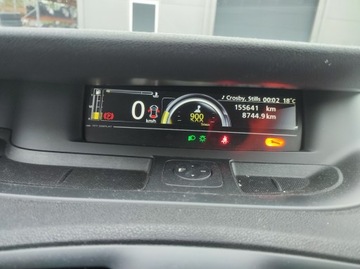 ♪ Crosby, Stills 00:02 18°C
155641 km
8744.9 km
0 km/h
900